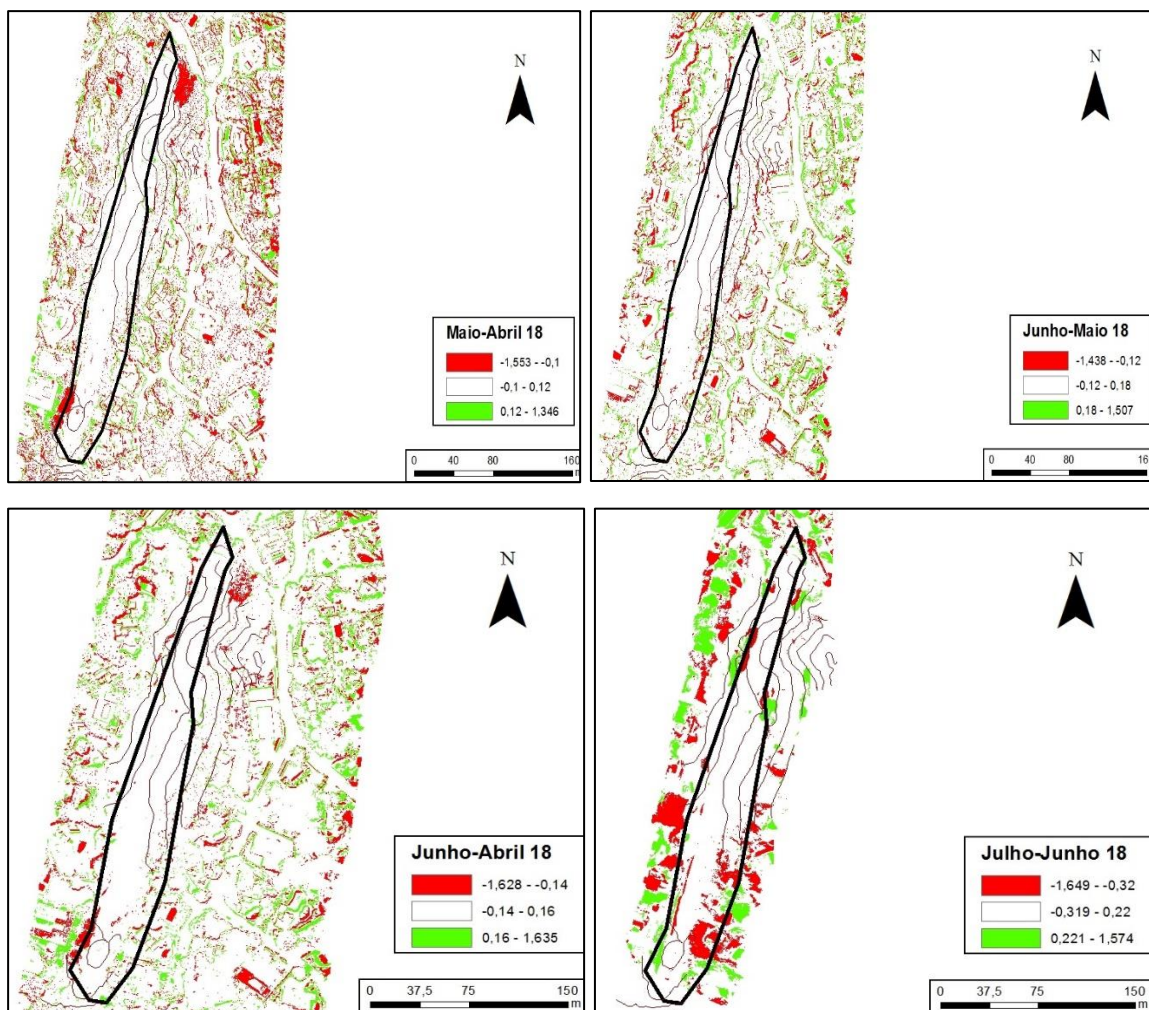 N
Maio-Abril 18
-1,553 - -0,1
-0.1 - 0,12
0,12 - 1,346
0 40 80 160
m
N
Junho-Maio 18
-1,438 - -0,12
-0,12 - 0,18
0,18 - 1,507
0 40 80 16
N
Junho-Abril 18
-1,628 - -0,14
-0,14 - 0,16
0,16 - 1,635
0 37,5 75 150
m
N
Julho-Junho 18
-1,649 - -0,32
-0,319 - 0,22
0,221 - 1,574
0 37,5 75 150
m